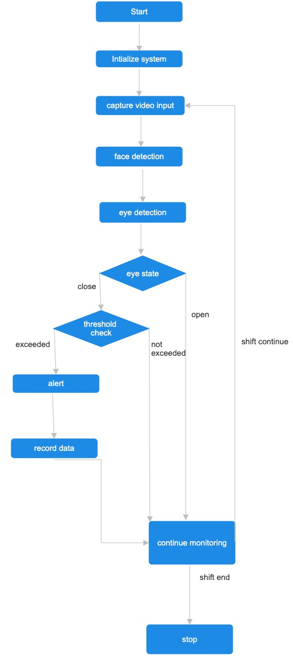 Start
Intialize system
capture video input
face detection
eye detection
eye state
close
open
shift continue
threshold
check
exceeded
not
exceeded
alert
record data
continue monitoring
shift end
stop